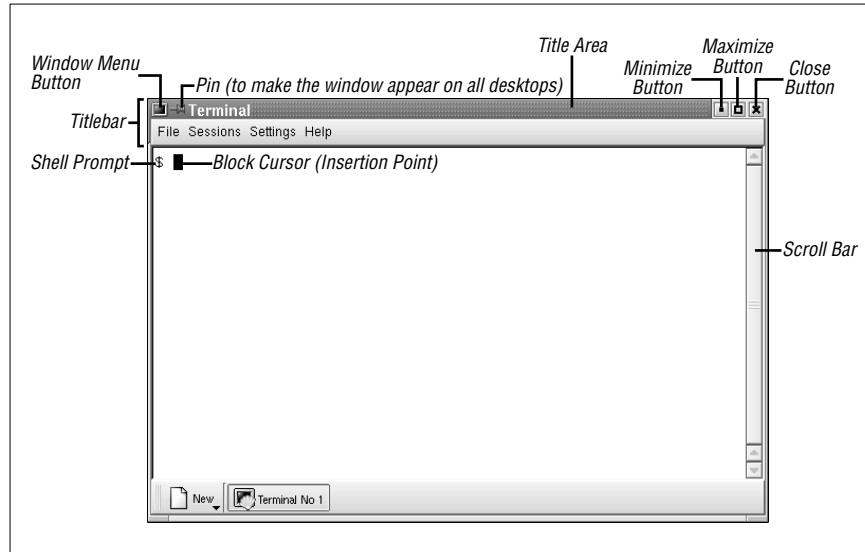 Window Menu
Button
Pin (to make the window appear on all desktops)
Title Area
Minimize
Button
Maximize
Button
Close
Button
Titlebar
Terminal
File Sessions Settings Help
Shell Prompt
$
Block Cursor (Insertion Point)
Scroll Bar
New
Terminal No 1